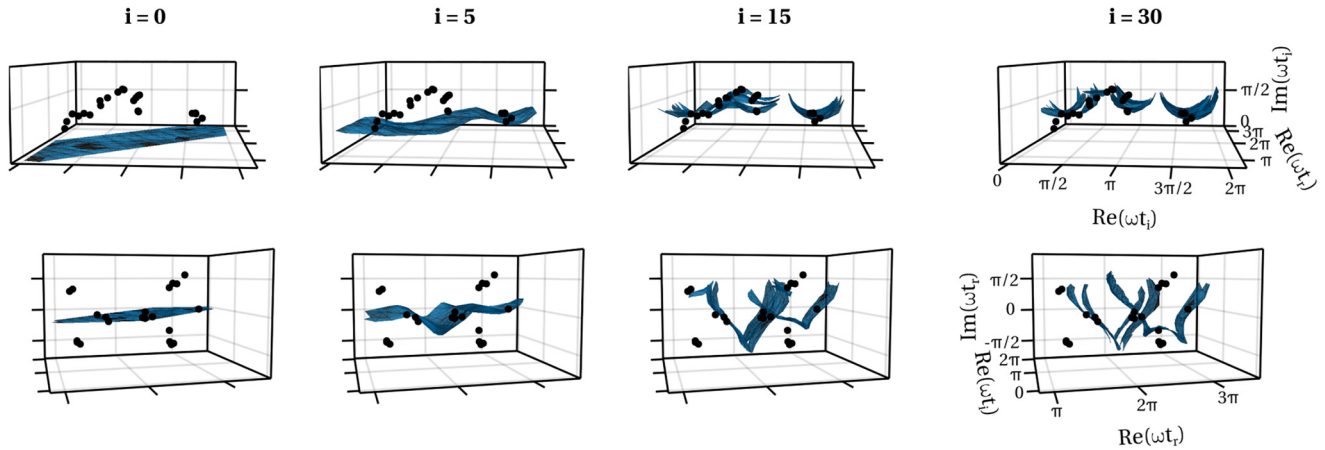 i = 0
i = 5
i = 15
i = 30
π/2
0
Im(ωtᵢ)
3π
2π
π
Re(ωtᵣ)
0
π/2
π
3π/2
2π
Re(ωtᵢ)
π/2
0
-π/2
Im(ωtᵣ)
2π
π
0
Re(ωtᵢ)
π
2π
3π
Re(ωtᵣ)